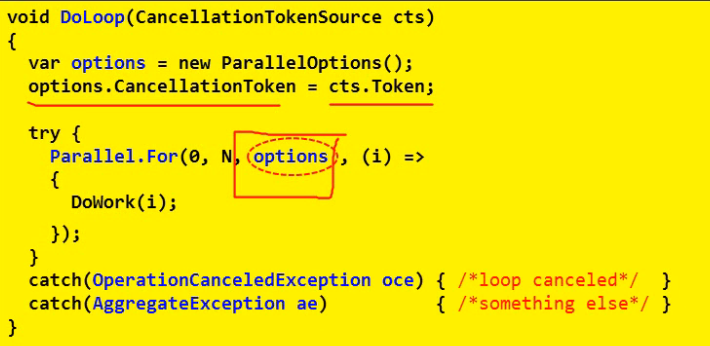 void DoLoop(CancellationTokenSource cts)
{
var options = new ParallelOptions();
options.CancellationToken = cts.Token;
try {
Parallel.For(0, N, options , (i) =>
{
DoWork(i);
});
}
catch(OperationCanceledException oce) { /*loop canceled*/ }
catch(AggregateException ae) { /*something else*/ }
}